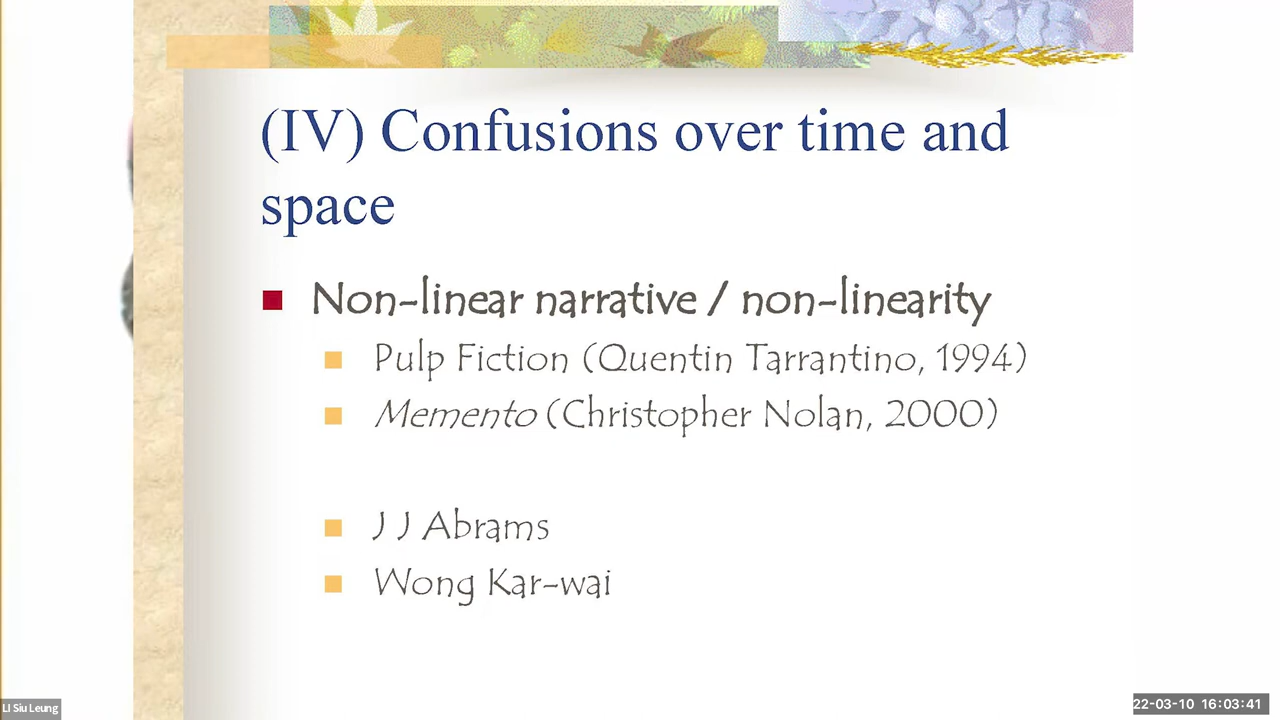 (IV) Confusions over time and
space
Non-linear narrative / non-linearity
Pulp Fiction (Quentin Tarrantino, 1994)
Memento (Christopher Nolan, 2000)
J J Abrams
Wong Kar-wai
LI Siu Leung
22-03-10 16:03:41